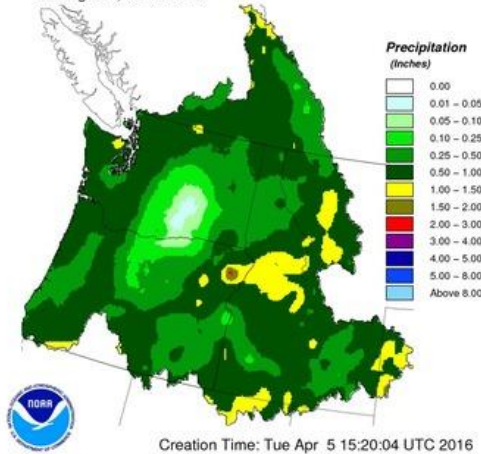 Precipitation
(Inches)
0.00
0.01 - 0.05
0.05 - 0.10
0.10 - 0.25
0.25 - 0.50
0.50 - 1.00
1.00 - 1.50
1.50 - 2.00
2.00 - 3.00
3.00 - 4.00
4.00 - 5.00
5.00 - 8.00
Above 8.00
NOAA
Creation Time: Tue Apr 5 15:20:04 UTC 2016